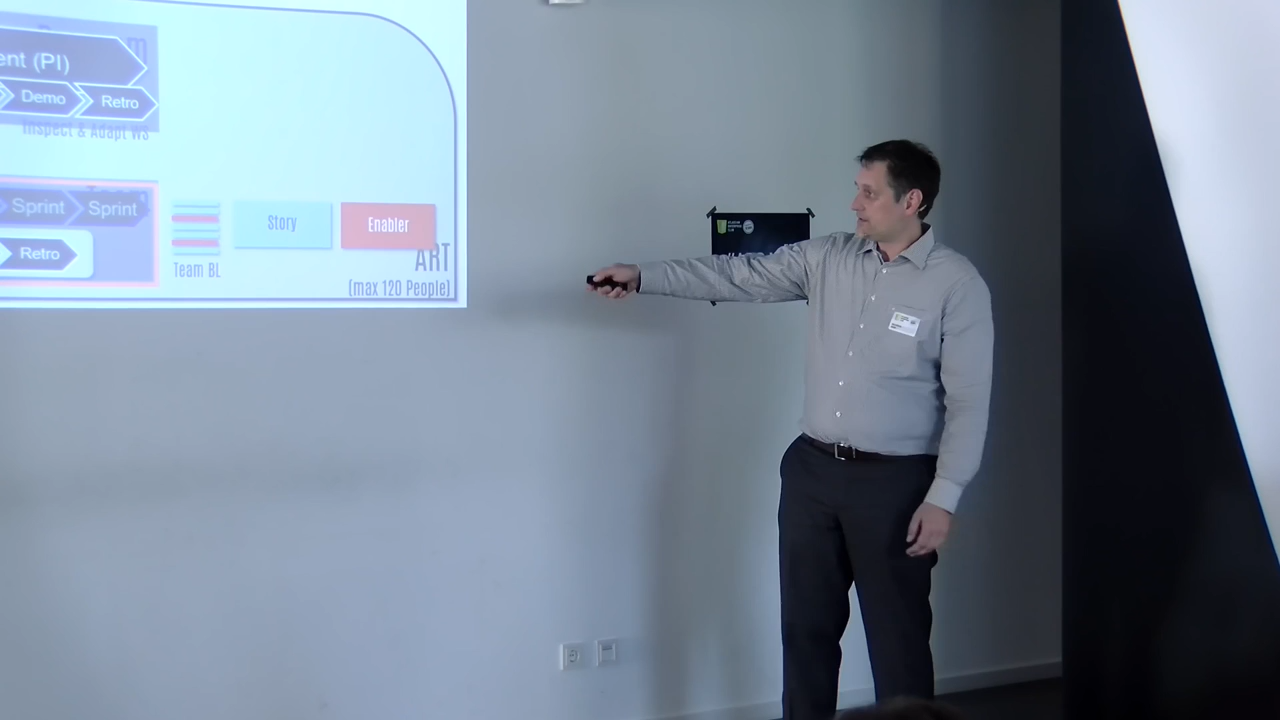 ent (PI)
Demo
Retro
Inspect & Adapt WS
Sprint
Sprint
Story
Enabler
Retro
Team BL
ART
(max 120 People)